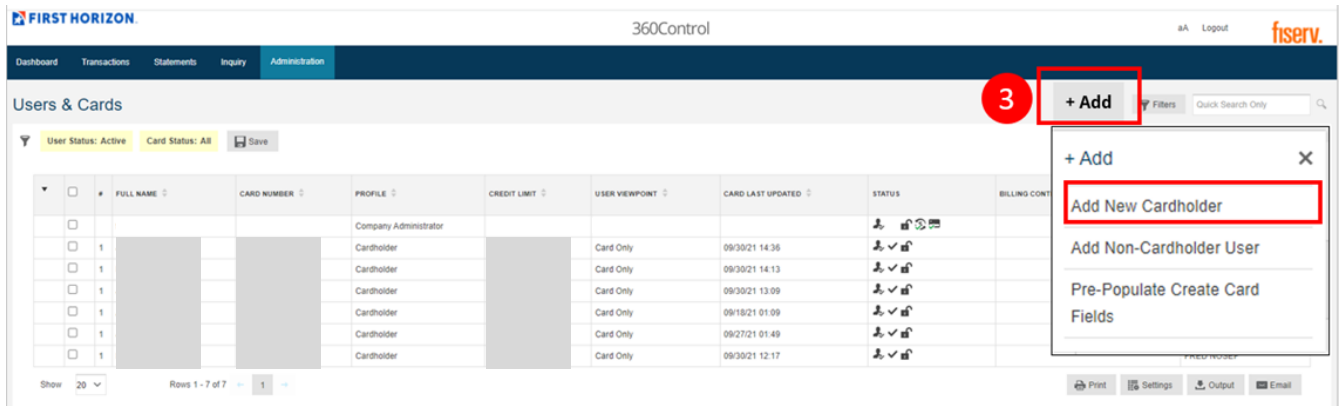 FIRST HORIZON.
360Control
aA Logout
fiserv.
Dashboard Transactions Statements Inquiry Administration
Users & Cards
3
+ Add
Filters
Quick Search Only
User Status: Active Card Status: All Save
+ Add
Add New Cardholder
Add Non-Cardholder User
Pre-Populate Create Card
Fields
# FULL NAME CARD NUMBER PROFILE CREDIT LIMIT USER VIEWPOINT CARD LAST UPDATED STATUS BILLING CONT
Company Administrator
1 Cardholder Card Only 09/30/21 14:36
1 Cardholder Card Only 09/30/21 14:13
1 Cardholder Card Only 09/30/21 13:09
1 Cardholder Card Only 09/18/21 01:09
1 Cardholder Card Only 09/27/21 01:49
1 Cardholder Card Only 09/30/21 12:17
Show 20 Rows 1 - 7 of 7 1
Print Settings Output Email